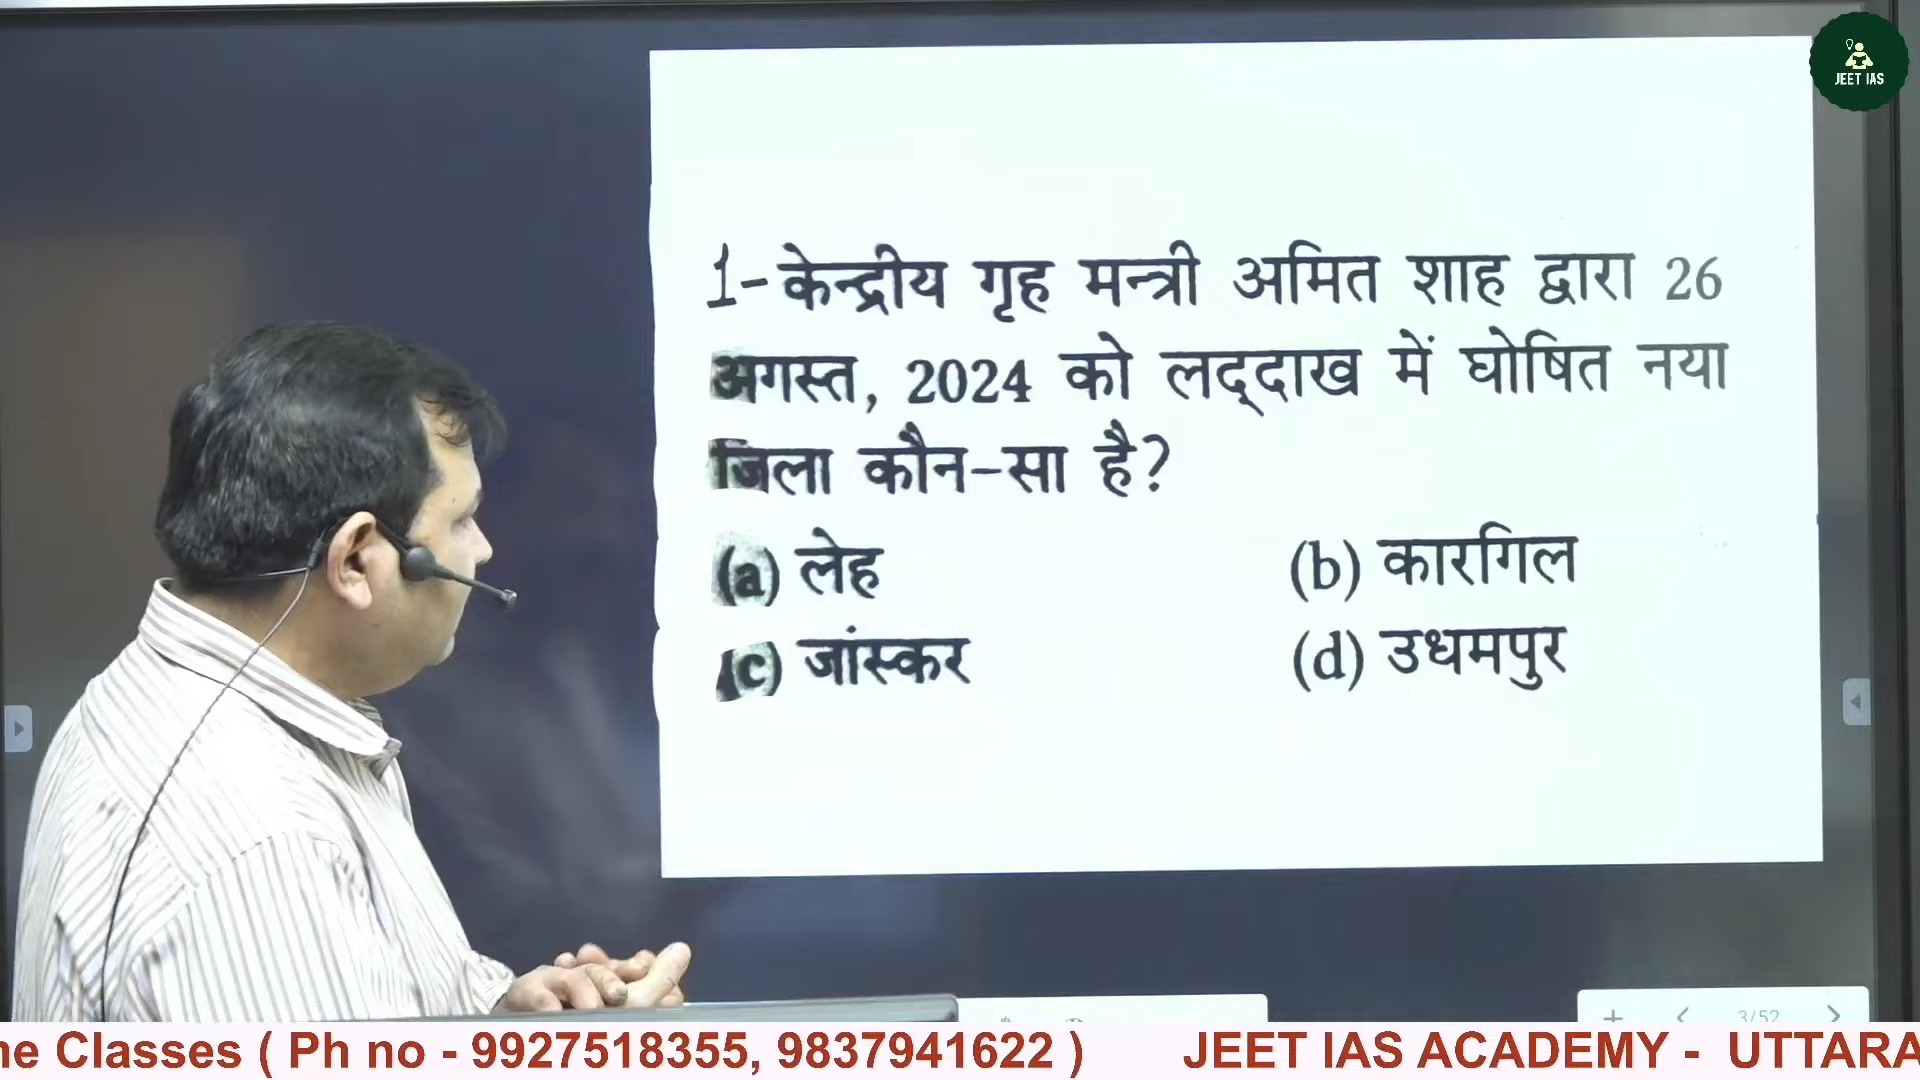 JEET IAS
1- केन्द्रीय गृह मन्त्री अमित शाह द्वारा 26
अगस्त, 2024 को लद्‌दाख में घोषित नया
जिला कौन-सा है?
(a) लेह (b) कारगिल
(c) जांस्कर (d) उधमपुर
3/52
ne Classes ( Ph no - 9927518355, 9837941622 ) JEET IAS ACADEMY - UTTARA